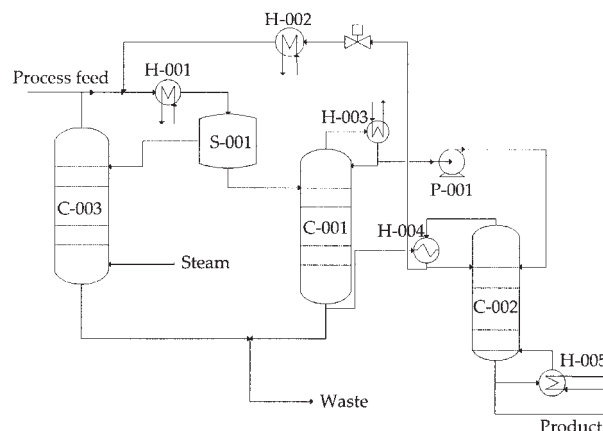 H-002
H-001
Process feed
H-003
S-001
P-001
C-003
C-001
H-004
Steam
C-002
H-005
Waste
Product